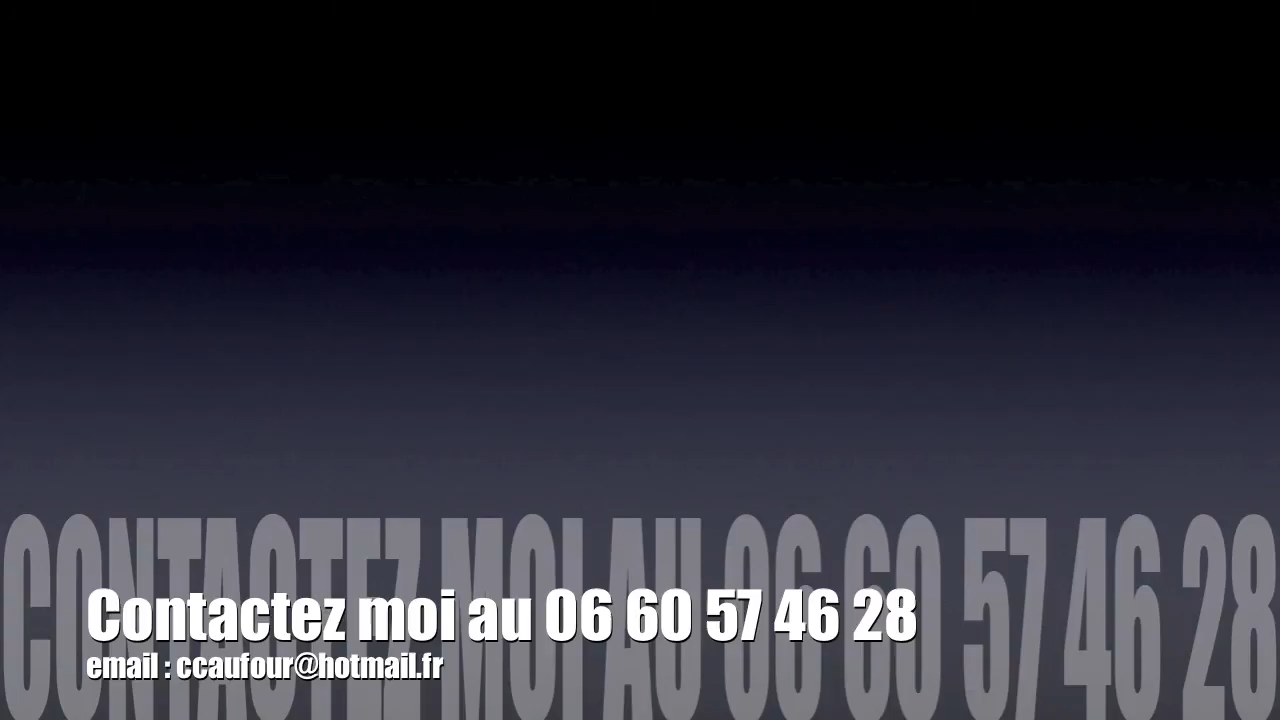 CONTACTEZ MOI AU 06 60 57 46 28
Contactez moi au 06 60 57 46 28
email : ccaufour@hotmail.fr